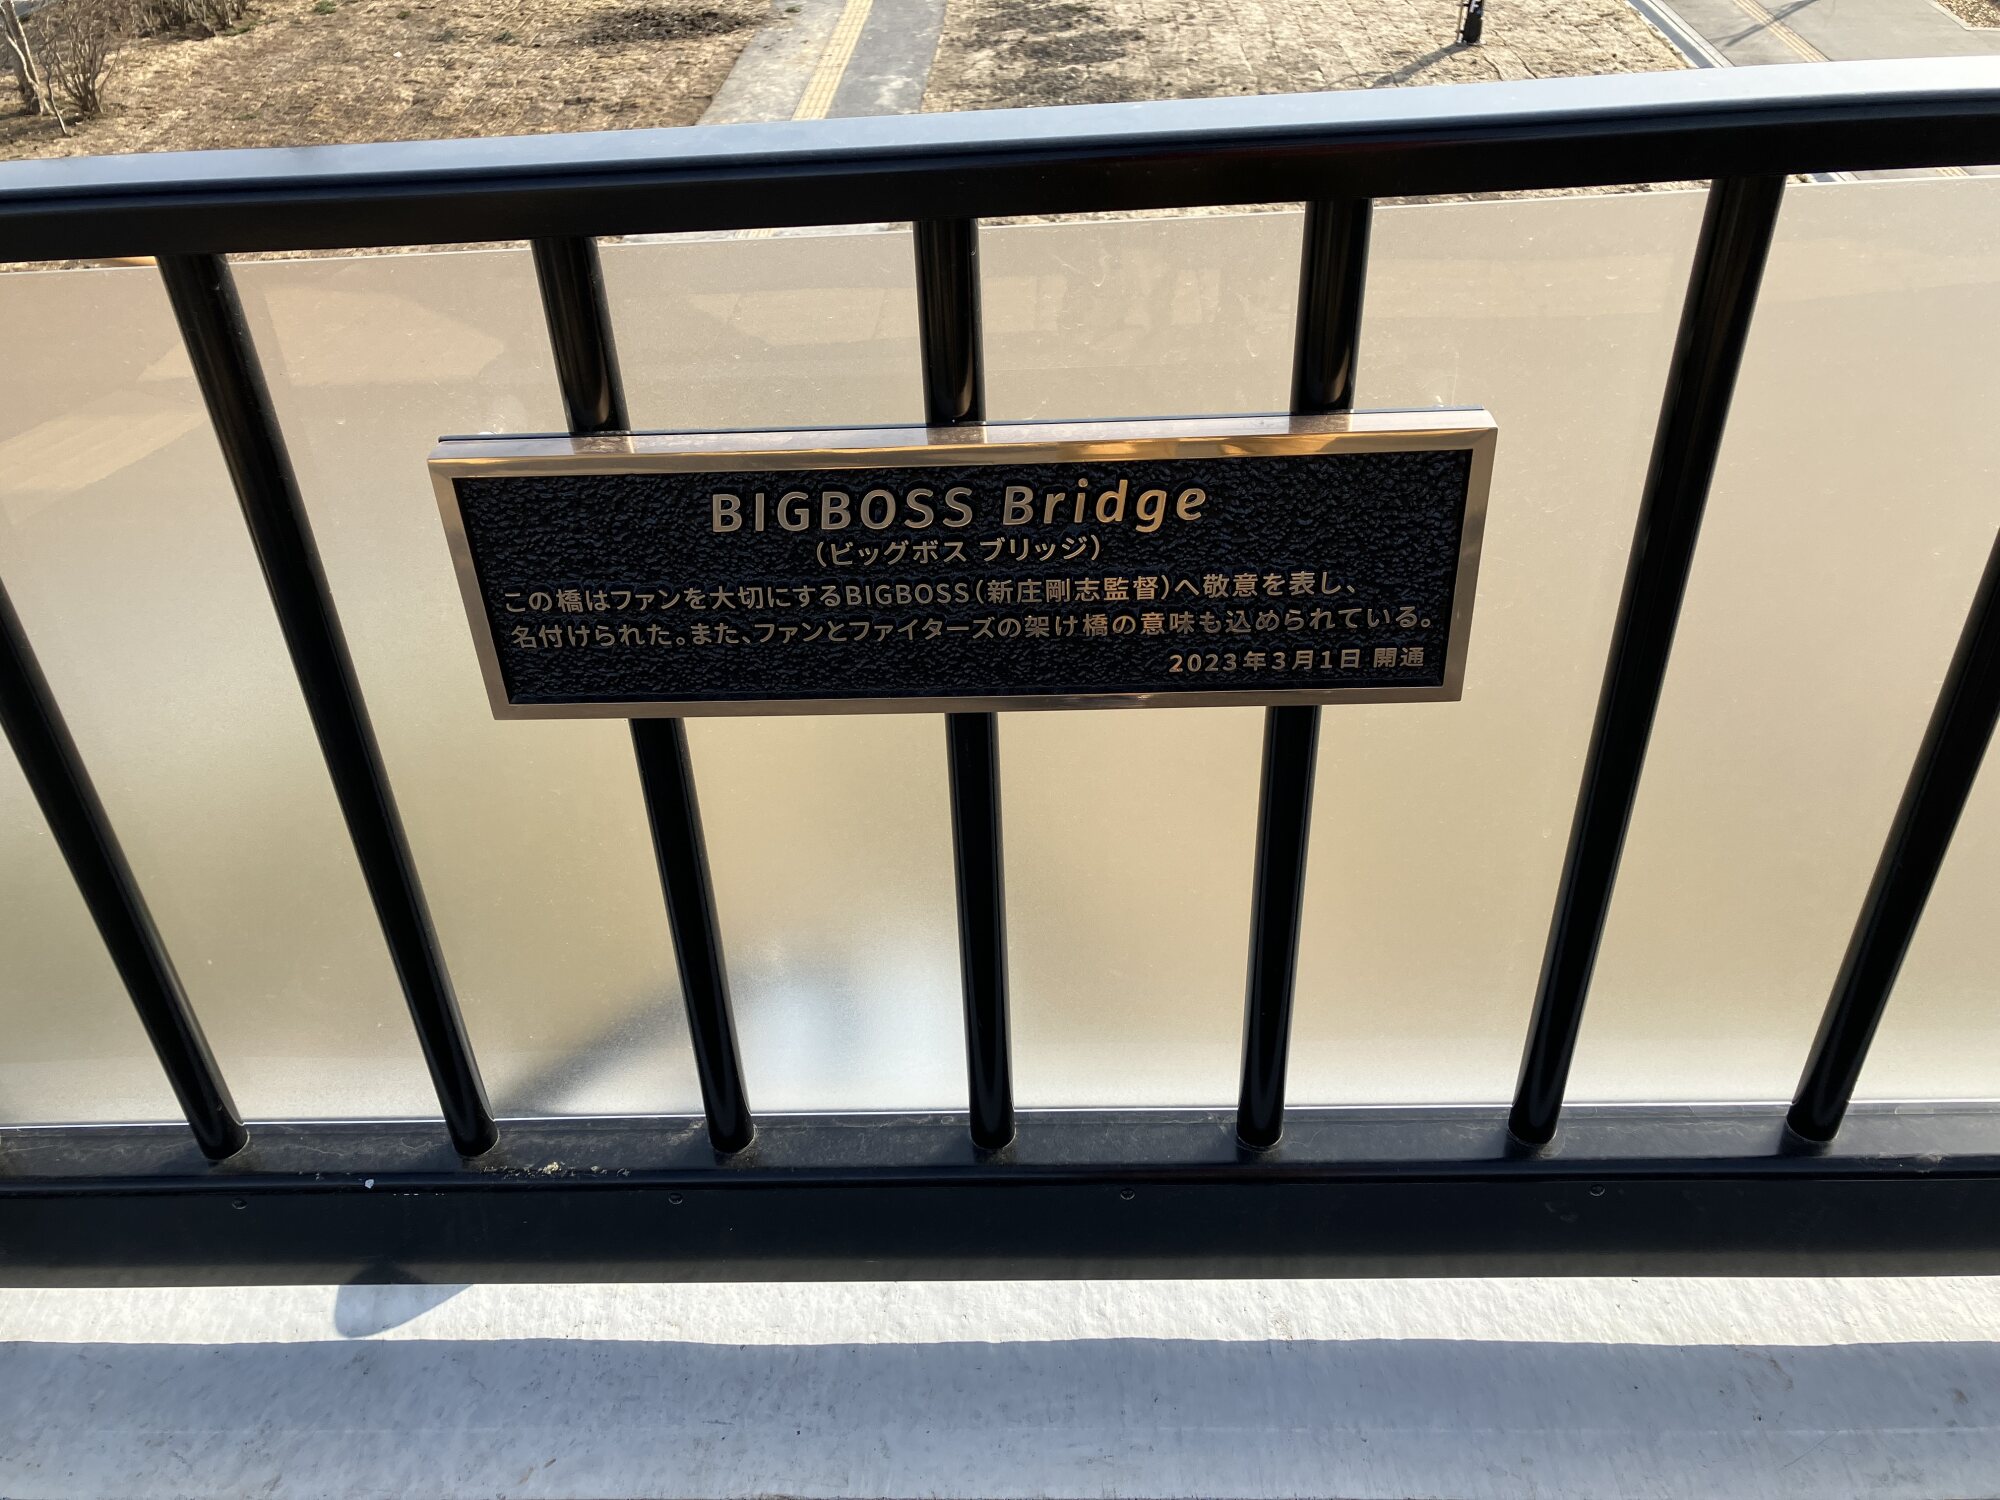 BIGBOSS Bridge
（ビッグボス ブリッジ）
この橋はファンを大切にするBIGBOSS（新庄剛志監督）へ敬意を表し、
名付けられた。また、ファンとファイターズの架け橋の意味も込められている。
2023年3月1日 開通